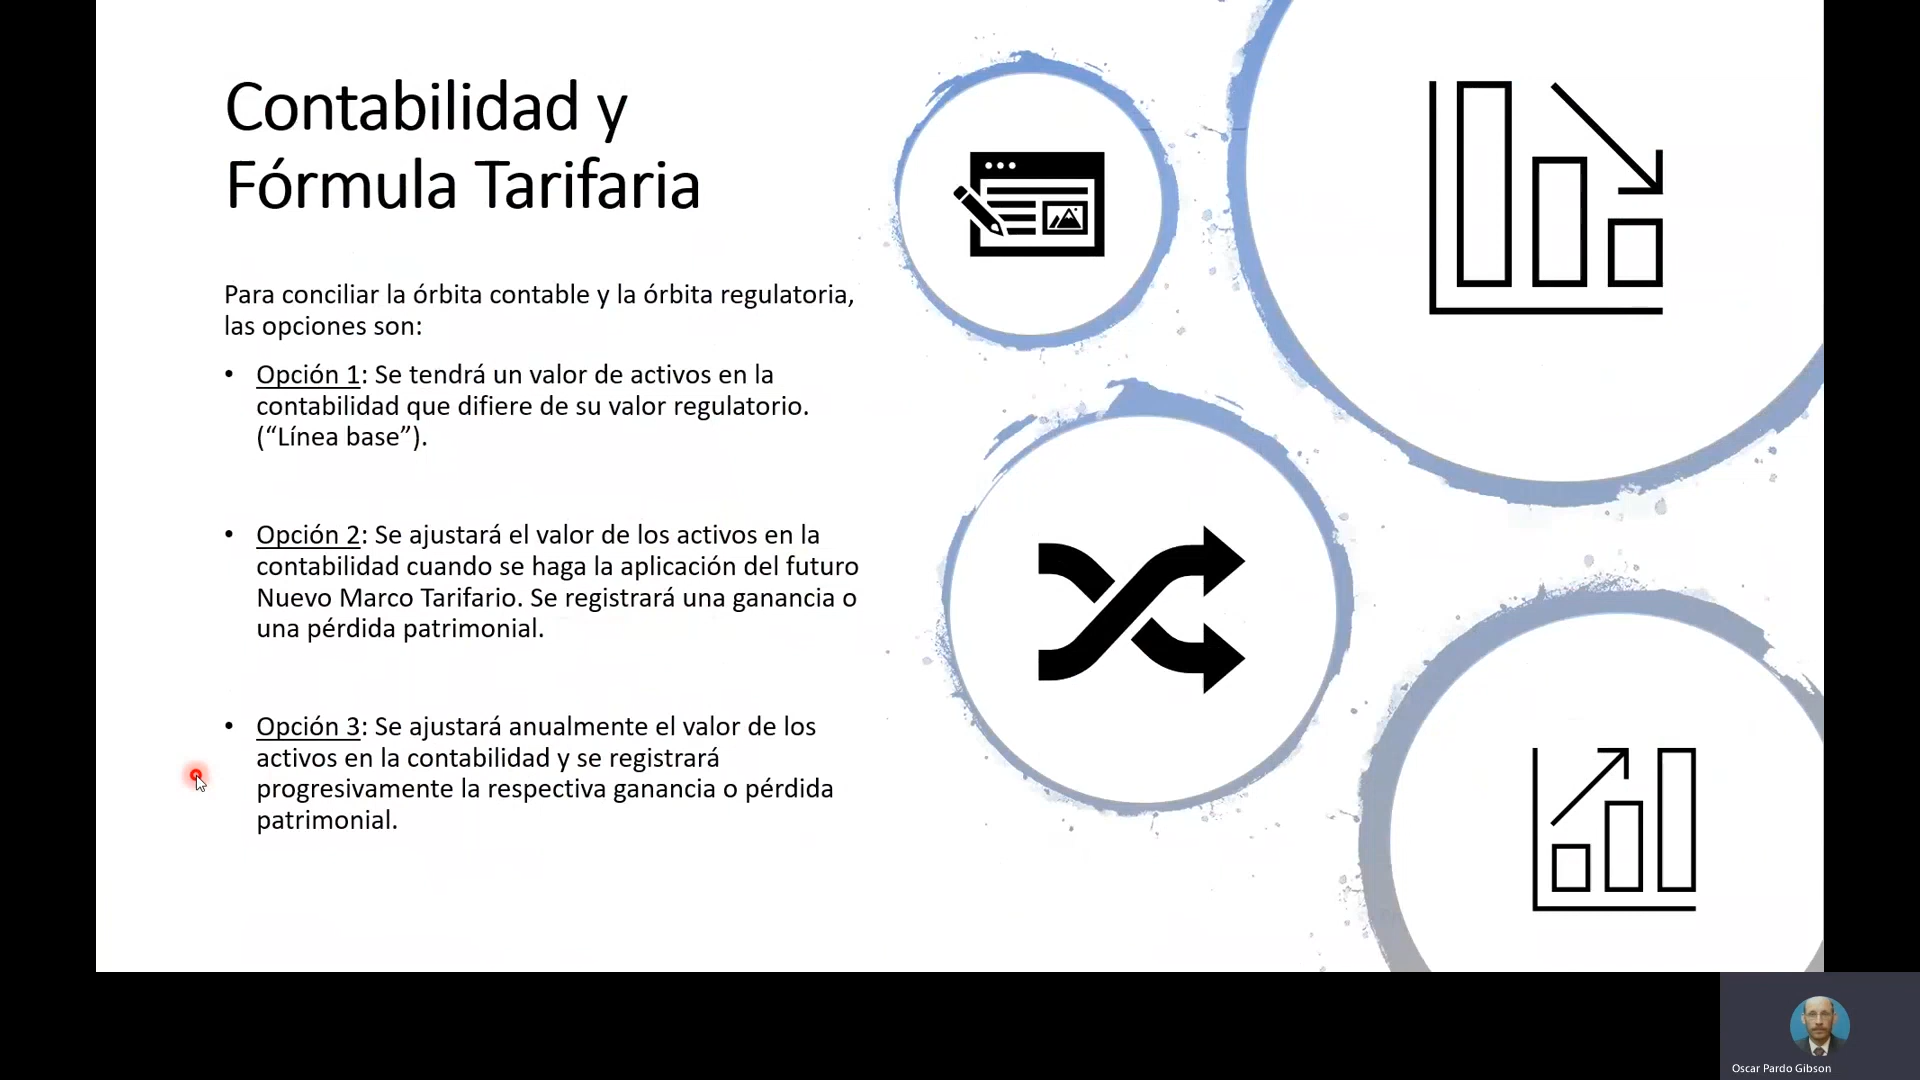 Contabilidad y
Fórmula Tarifaria
Para conciliar la órbita contable y la órbita regulatoria,
las opciones son:
• Opción 1: Se tendrá un valor de activos en la
contabilidad que difiere de su valor regulatorio.
(“Línea base”).
• Opción 2: Se ajustará el valor de los activos en la
contabilidad cuando se haga la aplicación del futuro
Nuevo Marco Tarifario. Se registrará una ganancia o
una pérdida patrimonial.
• Opción 3: Se ajustará anualmente el valor de los
activos en la contabilidad y se registrará
progresivamente la respectiva ganancia o pérdida
patrimonial.
Oscar Pardo Gibson